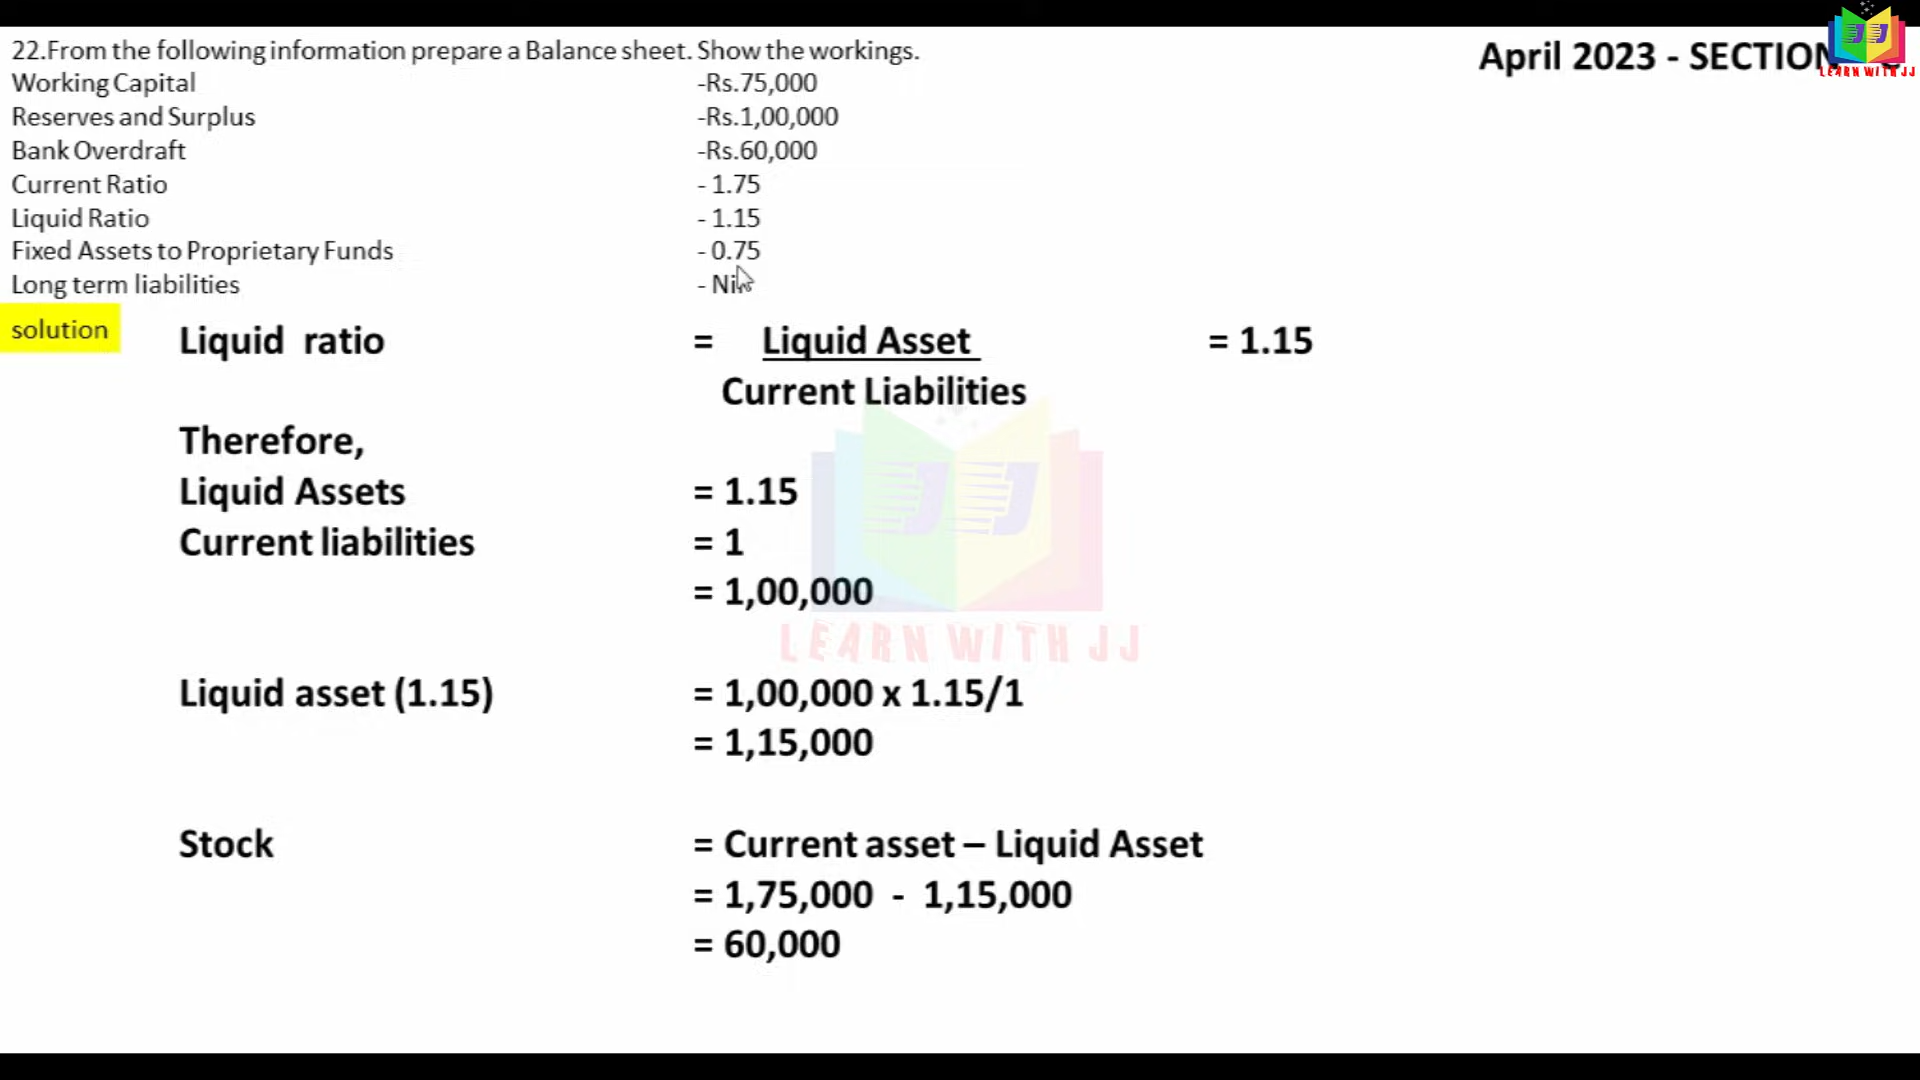 22.From the following information prepare a Balance sheet. Show the workings.
April 2023 - SECTION
LEARN WITH JJ
Working Capital -Rs.75,000
Reserves and Surplus -Rs.1,00,000
Bank Overdraft -Rs.60,000
Current Ratio - 1.75
Liquid Ratio - 1.15
Fixed Assets to Proprietary Funds - 0.75
Long term liabilities - Nil
solution
Liquid ratio = Liquid Asset = 1.15
Current Liabilities
Therefore,
Liquid Assets = 1.15
Current liabilities = 1
= 1,00,000
LEARN WITH JJ
Liquid asset (1.15) = 1,00,000 x 1.15/1
= 1,15,000
Stock = Current asset – Liquid Asset
= 1,75,000 - 1,15,000
= 60,000